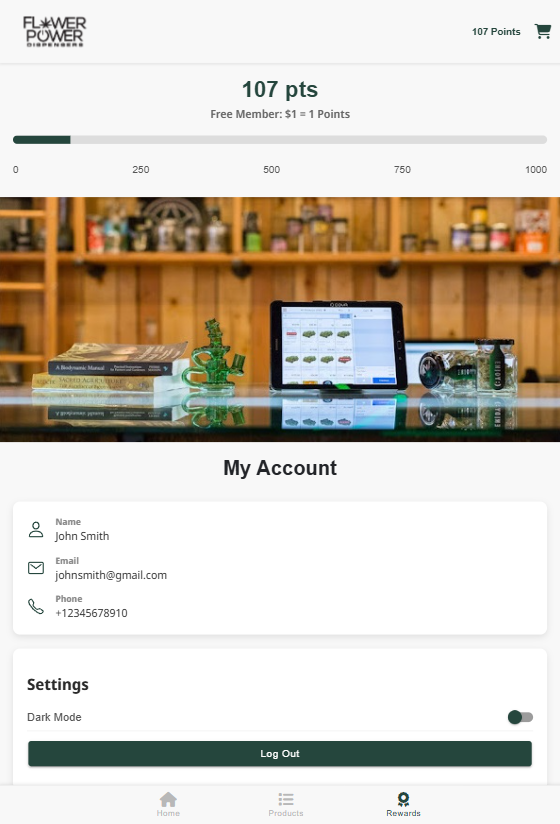 FLOWER
POWER
DISPENSERS
107 Points
107 pts
Free Member: $1 = 1 Points
0 250 500 750 1000
A Biodynamic Manual
COVA
My Account
Name
John Smith
Email
johnsmith@gmail.com
Phone
+12345678910
Settings
Dark Mode
Log Out
Home Products Rewards